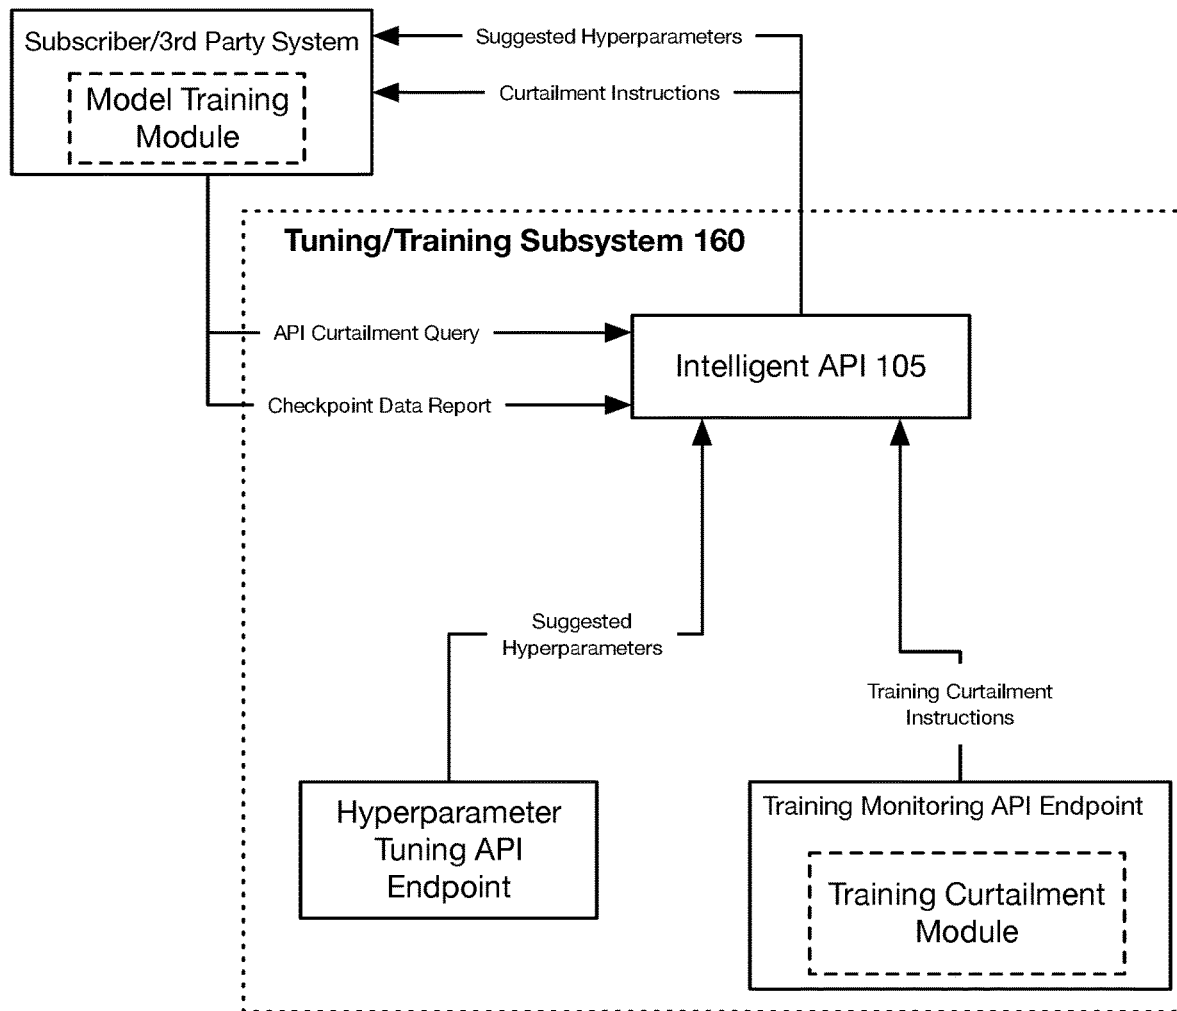 Subscriber/3rd Party System
Model Training
Module
Suggested Hyperparameters
Curtailment Instructions
Tuning/Training Subsystem 160
API Curtailment Query
Checkpoint Data Report
Intelligent API 105
Suggested
Hyperparameters
Training Curtailment
Instructions
Hyperparameter
Tuning API
Endpoint
Training Monitoring API Endpoint
Training Curtailment
Module